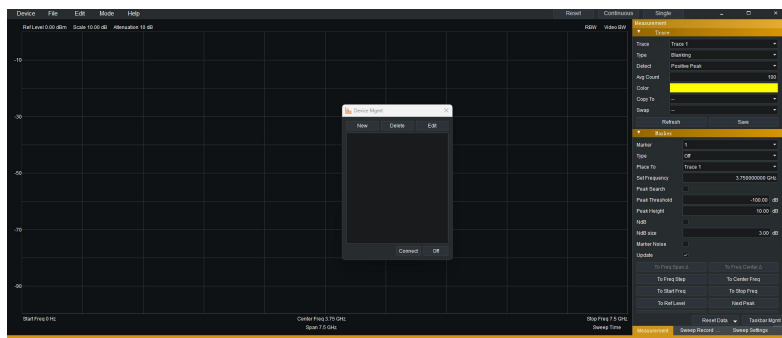 Device File Edit Mode Help Reset Continuous Single
Ref Level 0.00 dBm Scale 10.00 dB Attenuation 10 dB RBW Video BW
-10
-30
-50
-70
-90
Start Freq 0 Hz Center Freq 3.75 GHz Stop Freq 7.5 GHz
Span 7.5 GHz Sweep Time
Device Mgmt
New Delete Edit
Connect Off
Measurement
Trace
Trace Trace 1
Type Blanking
Detect Positive Peak
Avg Count 100
Color
Copy To --
Swap --
Refresh Save
Marker
Marker 1
Type Off
Place To Trace 1
Set Frequency 3.750000000 GHz
Peak Search
Peak Threshold -100.00 dB
Peak Height 10.00 dB
NdB
NdB size 3.00 dB
Marker Noise
Update
To Freq Span Δ To Freq Center Δ
To Freq Step To Center Freq
To Start Freq To Stop Freq
To Ref Level Next Peak
Reset Data Taskbar Mgmt
Measurement Sweep Record ... Sweep Settings